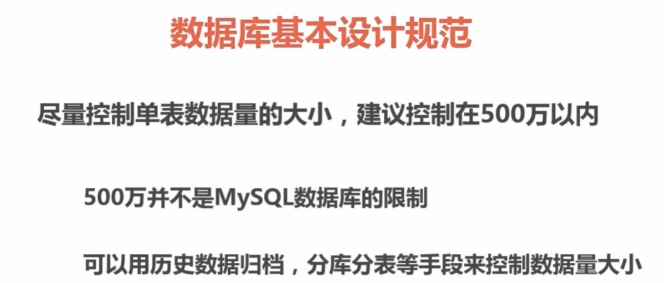 数据库基本设计规范
尽量控制单表数据量的大小，建议控制在500万以内
500万并不是MySQL数据库的限制
可以用历史数据归档，分库分表等手段来控制数据量大小